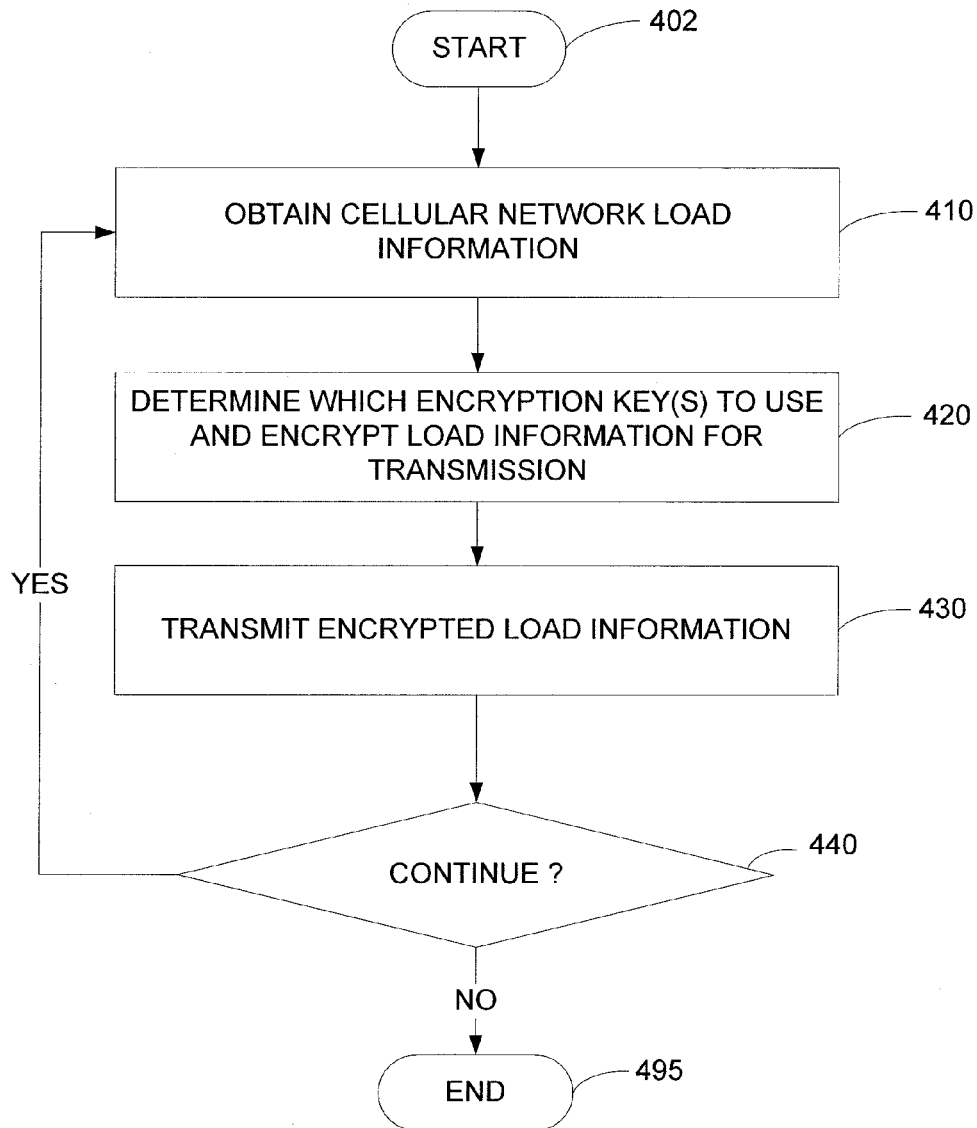 START
402
OBTAIN CELLULAR NETWORK LOAD
INFORMATION
410
DETERMINE WHICH ENCRYPTION KEY(S) TO USE
AND ENCRYPT LOAD INFORMATION FOR
TRANSMISSION
420
YES
TRANSMIT ENCRYPTED LOAD INFORMATION
430
CONTINUE ?
440
NO
END
495